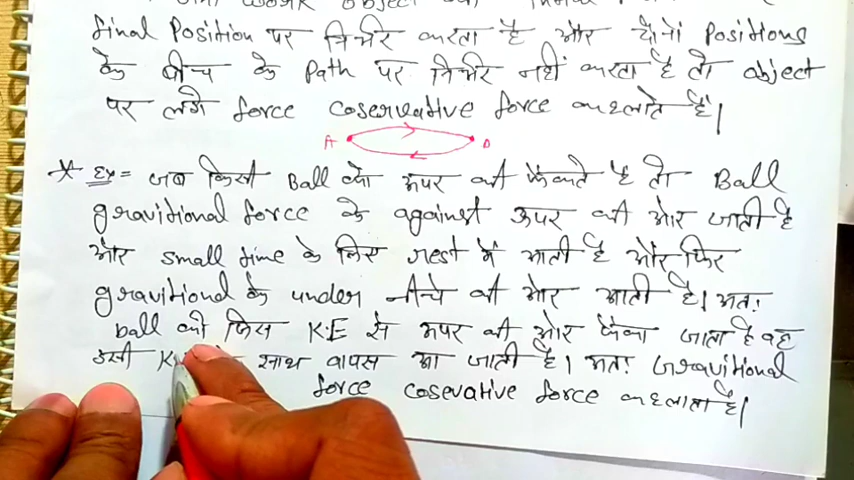 object
final Position पर निर्भर करता है और दोनों Positions
के बीच के Path पर निर्भर नहीं करता है तो object
पर लगे force coservative force कहलाते हैं।
A B
* Ex = जब किसी Ball को ऊपर की फेंकते है तो Ball
gravitional force के against ऊपर की ओर जाती है
और small time के लिए rest में आती है और फिर
gravitional के under नीचे की ओर आती है। अतः
ball को जिस K.E से ऊपर की ओर फेंका जाता है वह
उसी K साथ वापस आ जाती है। अतः Gravitional
force cosevative force कहलाता है।